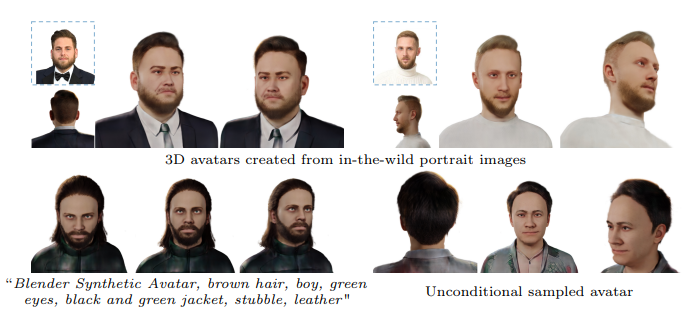 3D avatars created from in-the-wild portrait images
“Blender Synthetic Avatar, brown hair, boy, green
eyes, black and green jacket, stubble, leather"
Unconditional sampled avatar